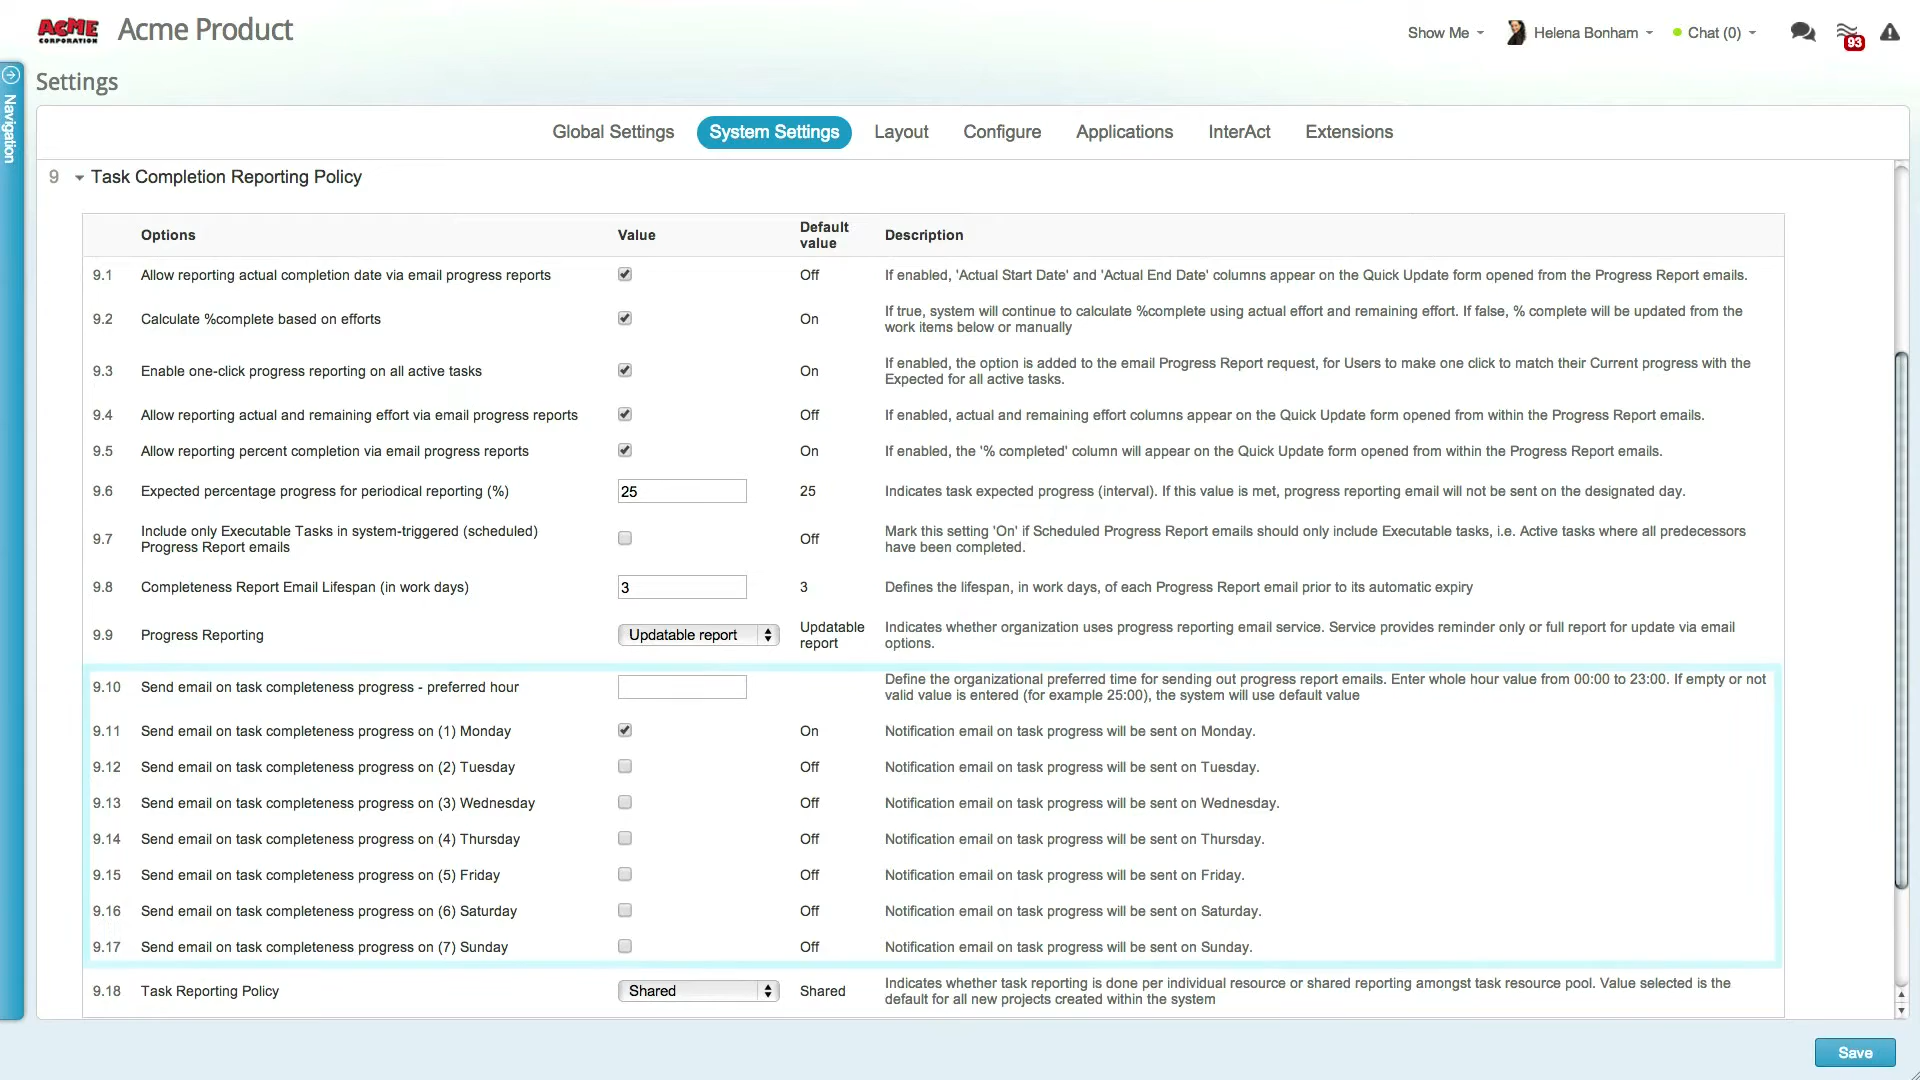 ACME
CORPORATION
Acme Product
Show Me
Helena Bonham
Chat (0)
93
Navigation
Settings
Global Settings
System Settings
Layout
Configure
Applications
InterAct
Extensions
9 Task Completion Reporting Policy
Options Value Default value Description
9.1 Allow reporting actual completion date via email progress reports Off If enabled, 'Actual Start Date' and 'Actual End Date' columns appear on the Quick Update form opened from the Progress Report emails.
9.2 Calculate %complete based on efforts On If true, system will continue to calculate %complete using actual effort and remaining effort. If false, % complete will be updated from the
work items below or manually
9.3 Enable one-click progress reporting on all active tasks On If enabled, the option is added to the email Progress Report request, for Users to make one click to match their Current progress with the
Expected for all active tasks.
9.4 Allow reporting actual and remaining effort via email progress reports Off If enabled, actual and remaining effort columns appear on the Quick Update form opened from within the Progress Report emails.
9.5 Allow reporting percent completion via email progress reports On If enabled, the '% completed' column will appear on the Quick Update form opened from within the Progress Report emails.
9.6 Expected percentage progress for periodical reporting (%) 25 25 Indicates task expected progress (interval). If this value is met, progress reporting email will not be sent on the designated day.
9.7 Include only Executable Tasks in system-triggered (scheduled)
Progress Report emails Off Mark this setting 'On' if Scheduled Progress Report emails should only include Executable tasks, i.e. Active tasks where all predecessors
have been completed.
9.8 Completeness Report Email Lifespan (in work days) 3 3 Defines the lifespan, in work days, of each Progress Report email prior to its automatic expiry
9.9 Progress Reporting Updatable report Updatable
report Indicates whether organization uses progress reporting email service. Service provides reminder only or full report for update via email
options.
9.10 Send email on task completeness progress - preferred hour Define the organizational preferred time for sending out progress report emails. Enter whole hour value from 00:00 to 23:00. If empty or not
valid value is entered (for example 25:00), the system will use default value
9.11 Send email on task completeness progress on (1) Monday On Notification email on task progress will be sent on Monday.
9.12 Send email on task completeness progress on (2) Tuesday Off Notification email on task progress will be sent on Tuesday.
9.13 Send email on task completeness progress on (3) Wednesday Off Notification email on task progress will be sent on Wednesday.
9.14 Send email on task completeness progress on (4) Thursday Off Notification email on task progress will be sent on Thursday.
9.15 Send email on task completeness progress on (5) Friday Off Notification email on task progress will be sent on Friday.
9.16 Send email on task completeness progress on (6) Saturday Off Notification email on task progress will be sent on Saturday.
9.17 Send email on task completeness progress on (7) Sunday Off Notification email on task progress will be sent on Sunday.
9.18 Task Reporting Policy Shared Shared Indicates whether task reporting is done per individual resource or shared reporting amongst task resource pool. Value selected is the
default for all new projects created within the system
Save